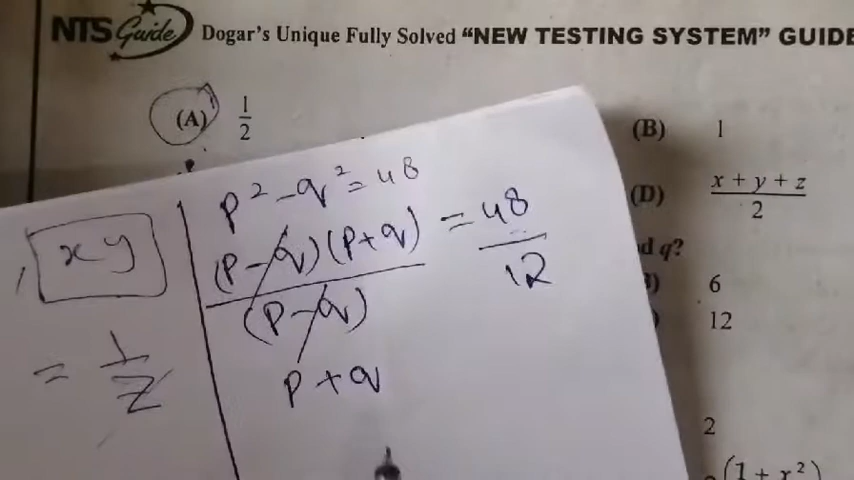 NTS Guide Dogar's Unique Fully Solved "NEW TESTING SYSTEM" GUIDE
(A) 1/2
(B) 1
(D) x + y + z / 2
d q?
6
12
2
(1 + x²)
xy
= 1/z
p² - q² = 48
(p - q)(p + q) / (p - q) = 48 / 12
p + q